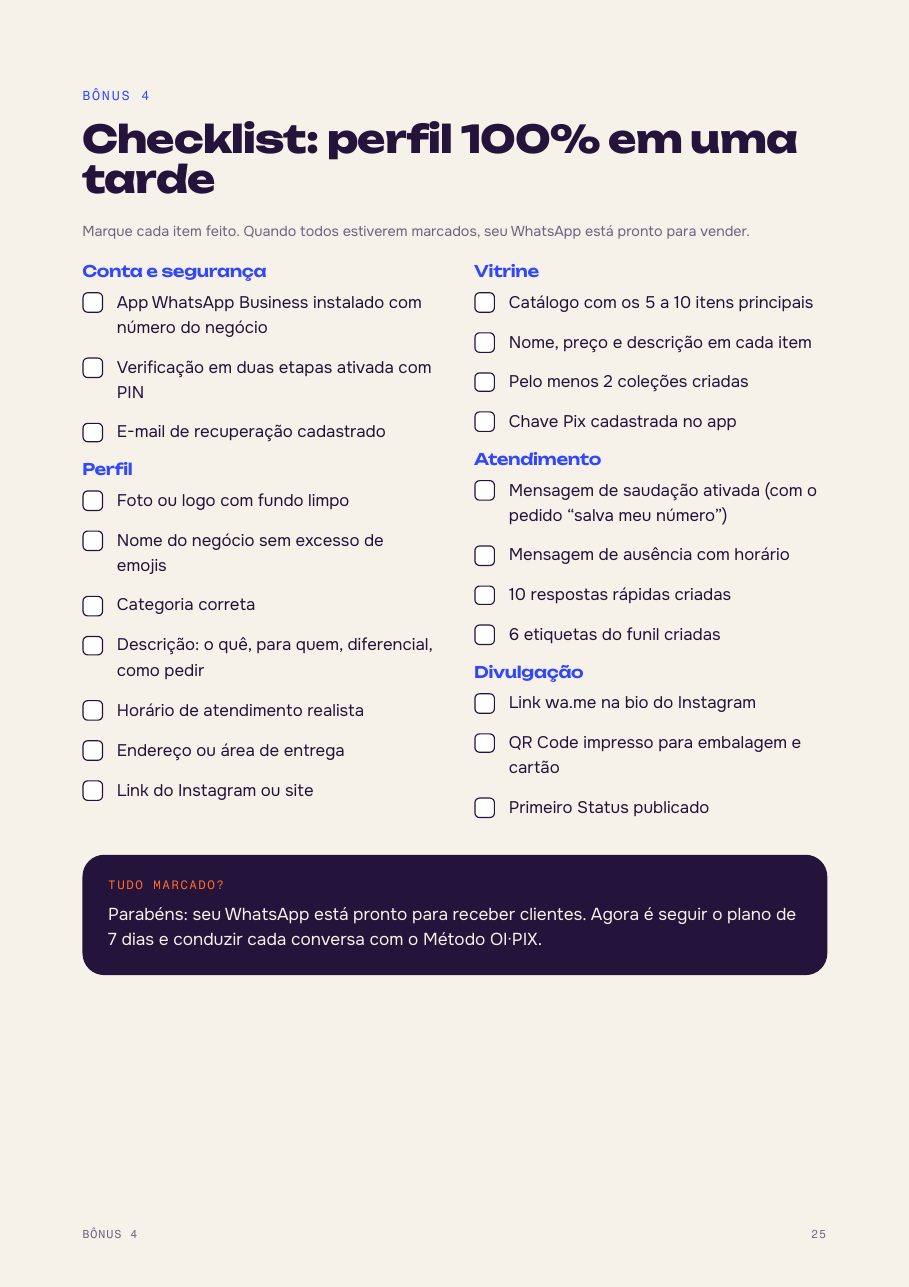 BÔNUS 4
Checklist: perfil 100% em uma
tarde
Marque cada item feito. Quando todos estiverem marcados, seu WhatsApp está pronto para vender.
Conta e segurança
App WhatsApp Business instalado com
número do negócio
Verificação em duas etapas ativada com
PIN
E-mail de recuperação cadastrado
Perfil
Foto ou logo com fundo limpo
Nome do negócio sem excesso de
emojis
Categoria correta
Descrição: o quê, para quem, diferencial,
como pedir
Horário de atendimento realista
Endereço ou área de entrega
Link do Instagram ou site
Vitrine
Catálogo com os 5 a 10 itens principais
Nome, preço e descrição em cada item
Pelo menos 2 coleções criadas
Chave Pix cadastrada no app
Atendimento
Mensagem de saudação ativada (com o
pedido “salva meu número”)
Mensagem de ausência com horário
10 respostas rápidas criadas
6 etiquetas do funil criadas
Divulgação
Link wa.me na bio do Instagram
QR Code impresso para embalagem e
cartão
Primeiro Status publicado
TUDO MARCADO?
Parabéns: seu WhatsApp está pronto para receber clientes. Agora é seguir o plano de
7 dias e conduzir cada conversa com o Método OI·PIX.
BÔNUS 4
25